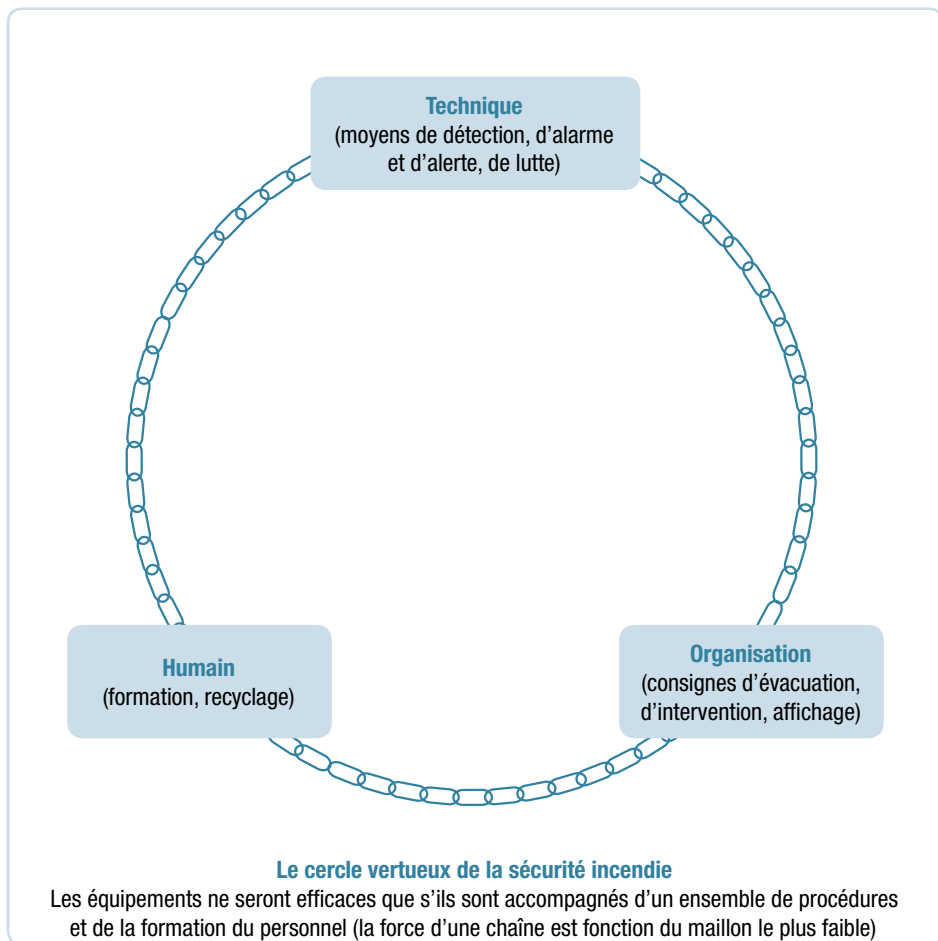 Technique
(moyens de détection, d’alarme
et d’alerte, de lutte)
Humain
(formation, recyclage)
Organisation
(consignes d’évacuation,
d’intervention, affichage)
Le cercle vertueux de la sécurité incendie
Les équipements ne seront efficaces que s’ils sont accompagnés d’un ensemble de procédures
et de la formation du personnel (la force d’une chaîne est fonction du maillon le plus faible)